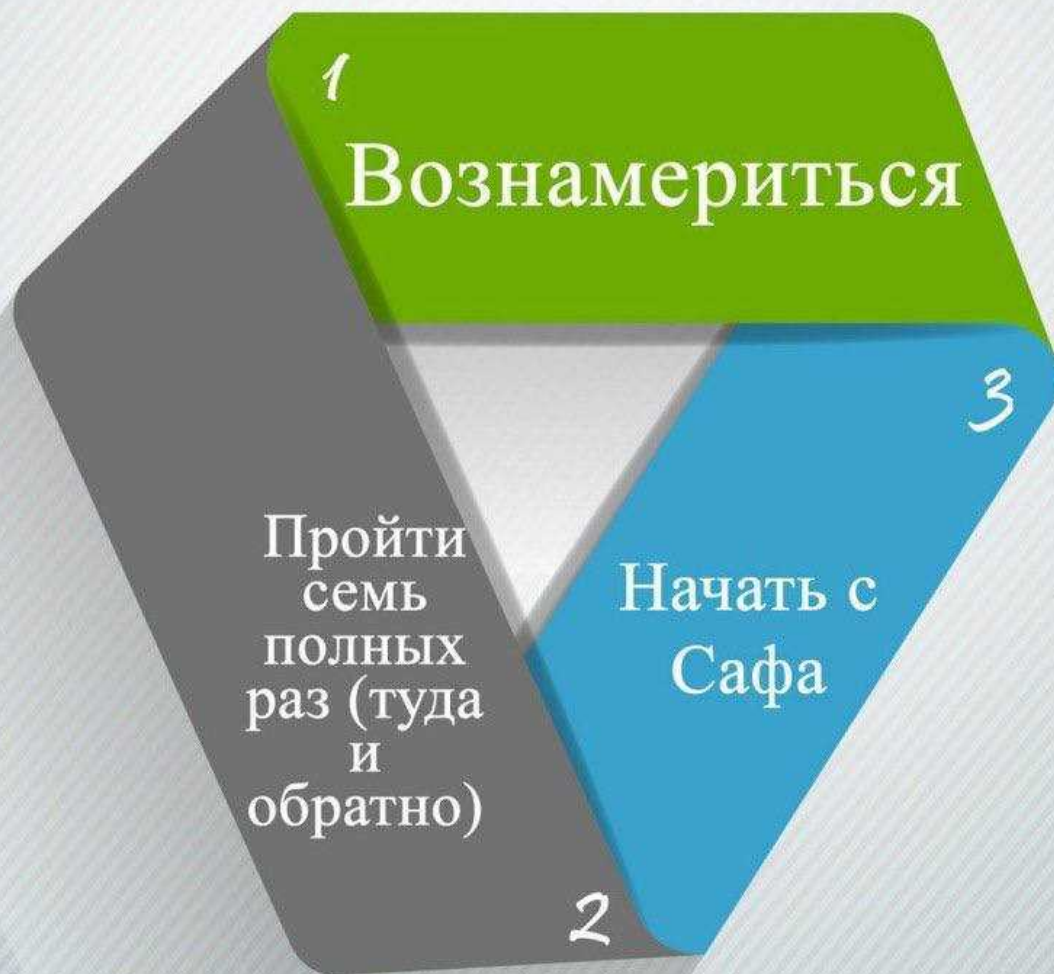 1
Вознамериться
2
Пройти
семь
полных
раз (туда
и
обратно)
3
Начать с
Сафа